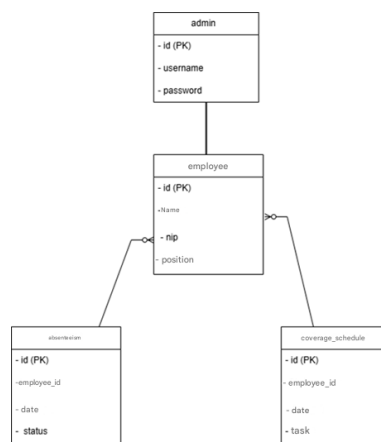 admin
- id (PK)
- username
- password
employee
- id (PK)
-Name
- nip
- position
absenteeism
- id (PK)
-employee_id
- date
- status
coverage_schedule
- id (PK)
- employee_id
- date
- task